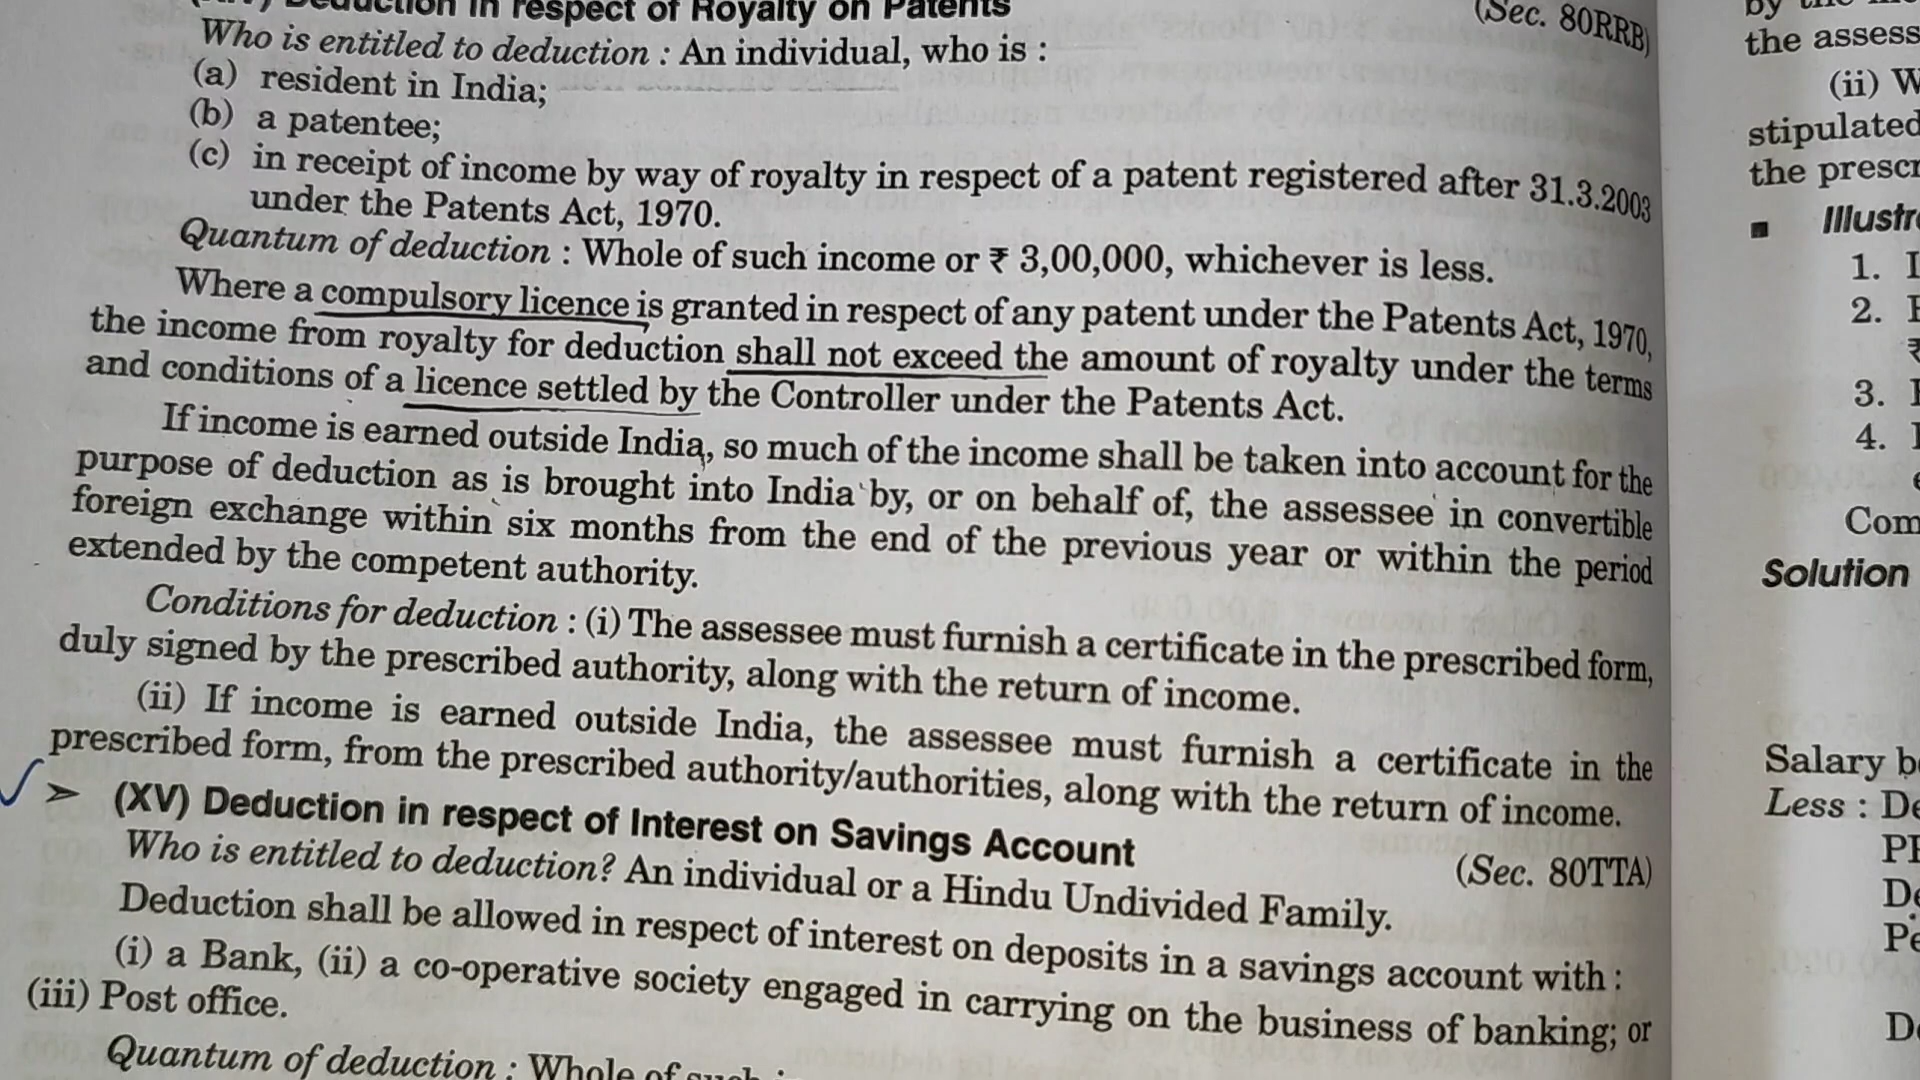 Deduction in respect of Royalty on Patents (Sec. 80RRB)
Who is entitled to deduction : An individual, who is :
(a) resident in India;
(b) a patentee;
(c) in receipt of income by way of royalty in respect of a patent registered after 31.3.2003
under the Patents Act, 1970.
Quantum of deduction : Whole of such income or ₹ 3,00,000, whichever is less.
Where a compulsory licence is granted in respect of any patent under the Patents Act, 1970,
the income from royalty for deduction shall not exceed the amount of royalty under the terms
and conditions of a licence settled by the Controller under the Patents Act.
If income is earned outside India, so much of the income shall be taken into account for the
purpose of deduction as is brought into India by, or on behalf of, the assessee in convertible
foreign exchange within six months from the end of the previous year or within the period
extended by the competent authority.
Conditions for deduction : (i) The assessee must furnish a certificate in the prescribed form,
duly signed by the prescribed authority, along with the return of income.
(ii) If income is earned outside India, the assessee must furnish a certificate in the
prescribed form, from the prescribed authority/authorities, along with the return of income.
➢ (XV) Deduction in respect of Interest on Savings Account (Sec. 80TTA)
Who is entitled to deduction? An individual or a Hindu Undivided Family.
Deduction shall be allowed in respect of interest on deposits in a savings account with :
(i) a Bank, (ii) a co-operative society engaged in carrying on the business of banking; or
(iii) Post office.
Quantum of deduction : Whole of such
by the
the assess
(ii) W
stipulated
the prescr
■ Illustr
1.
2.
₹
3.
4.
Com
Solution
Salary b
Less : De
De
Pe
De